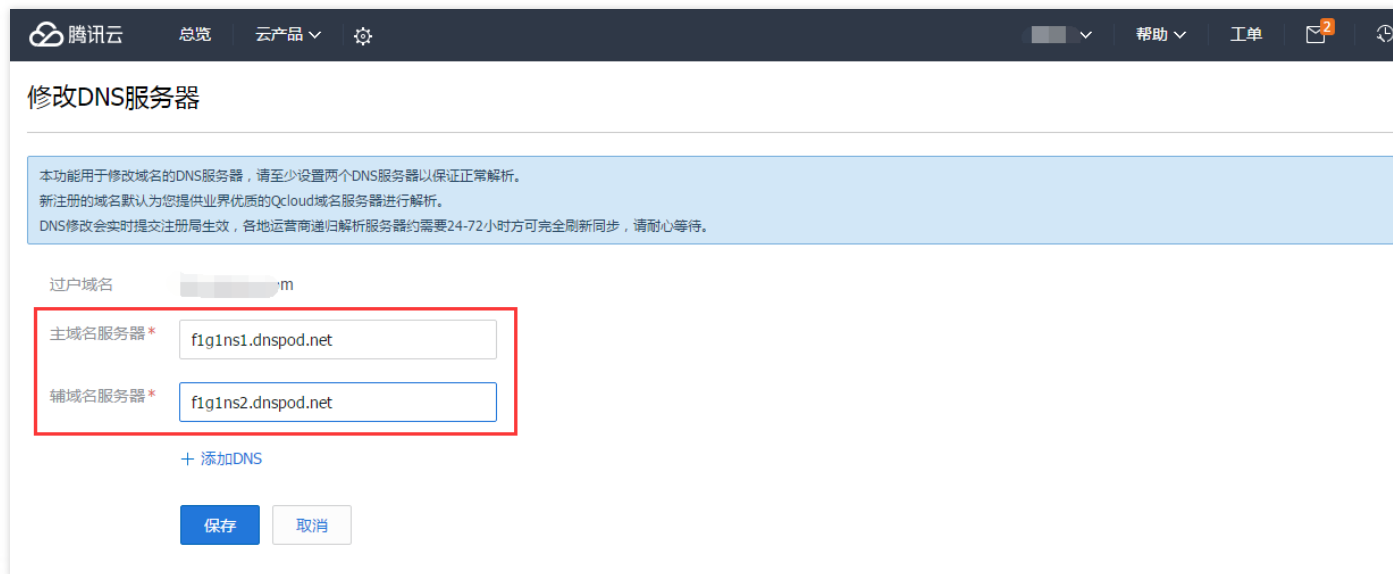 腾讯云 总览 云产品 帮助 工单 2
修改DNS服务器
本功能用于修改域名的DNS服务器，请至少设置两个DNS服务器以保证正常解析。
新注册的域名默认为您提供业界优质的Qcloud域名服务器进行解析。
DNS修改会实时提交注册局生效，各地运营商递归解析服务器约需要24-72小时方可完全刷新同步，请耐心等待。
过户域名 m
主域名服务器* f1g1ns1.dnspod.net
辅域名服务器* f1g1ns2.dnspod.net
+ 添加DNS
保存 取消